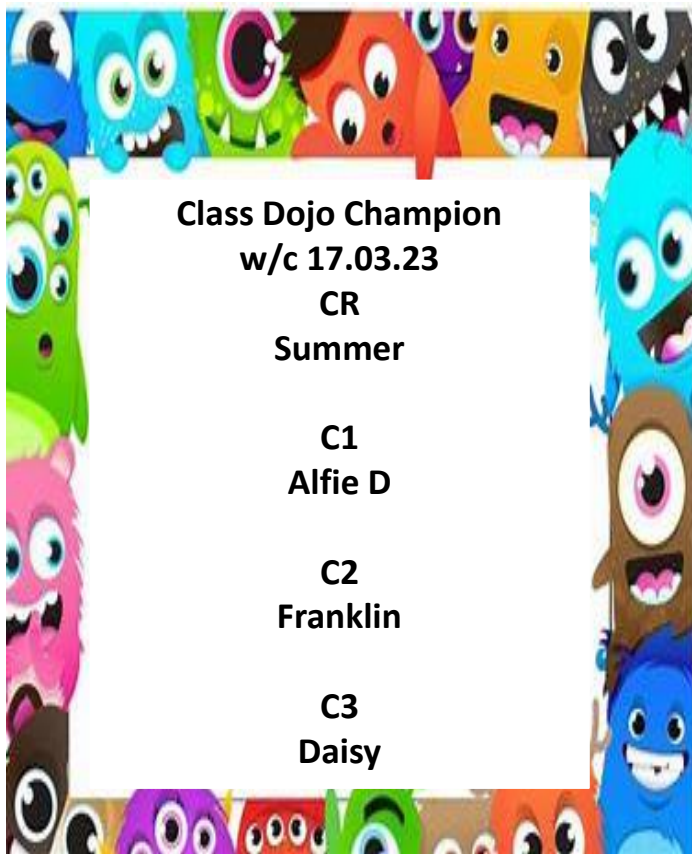 Class Dojo Champion
w/c 17.03.23
CR
Summer
C1
Alfie D
C2
Franklin
C3
Daisy